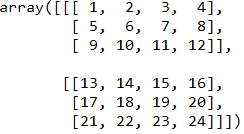 array([[[ 1, 2, 3, 4],
[ 5, 6, 7, 8],
[ 9, 10, 11, 12]],
[[13, 14, 15, 16],
[17, 18, 19, 20],
[21, 22, 23, 24]]])